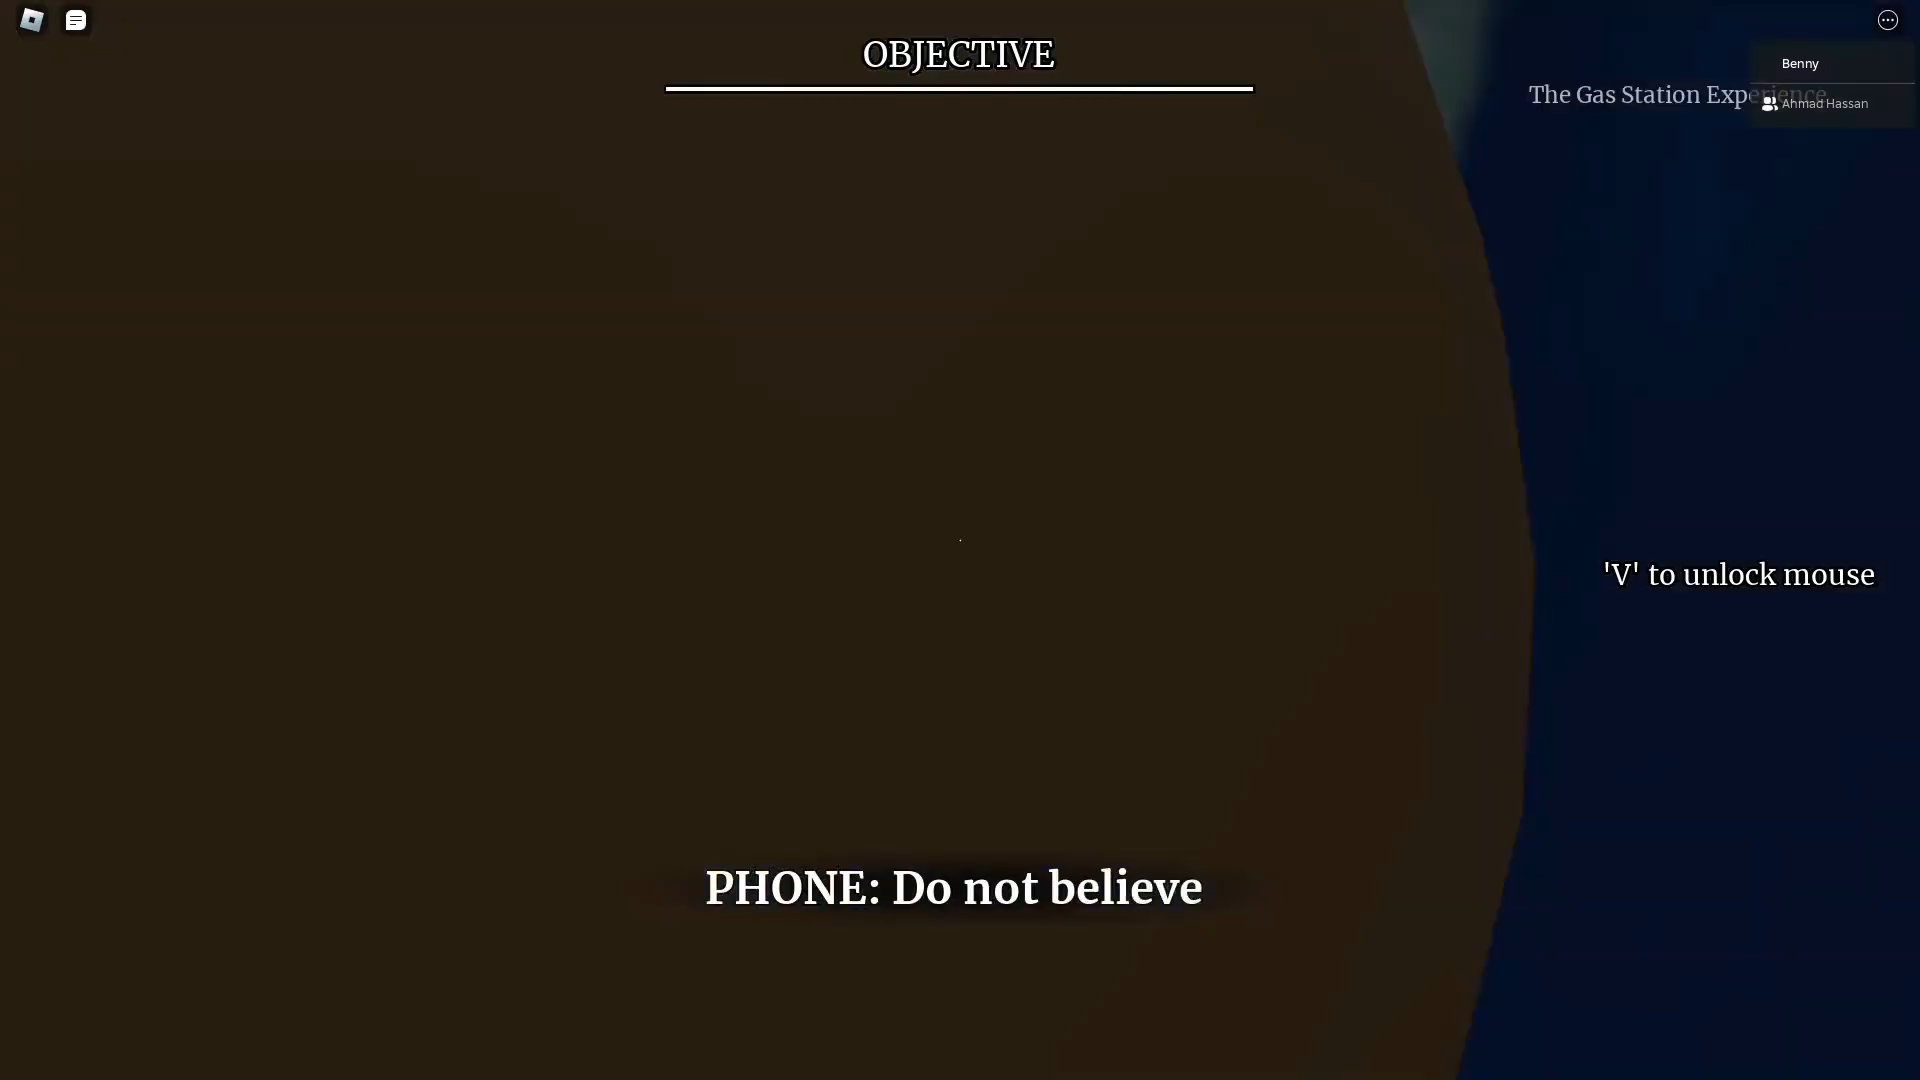 OBJECTIVE
Benny
The Gas Station Experience
Ahmad Hassan
'V' to unlock mouse
PHONE: Do not believe